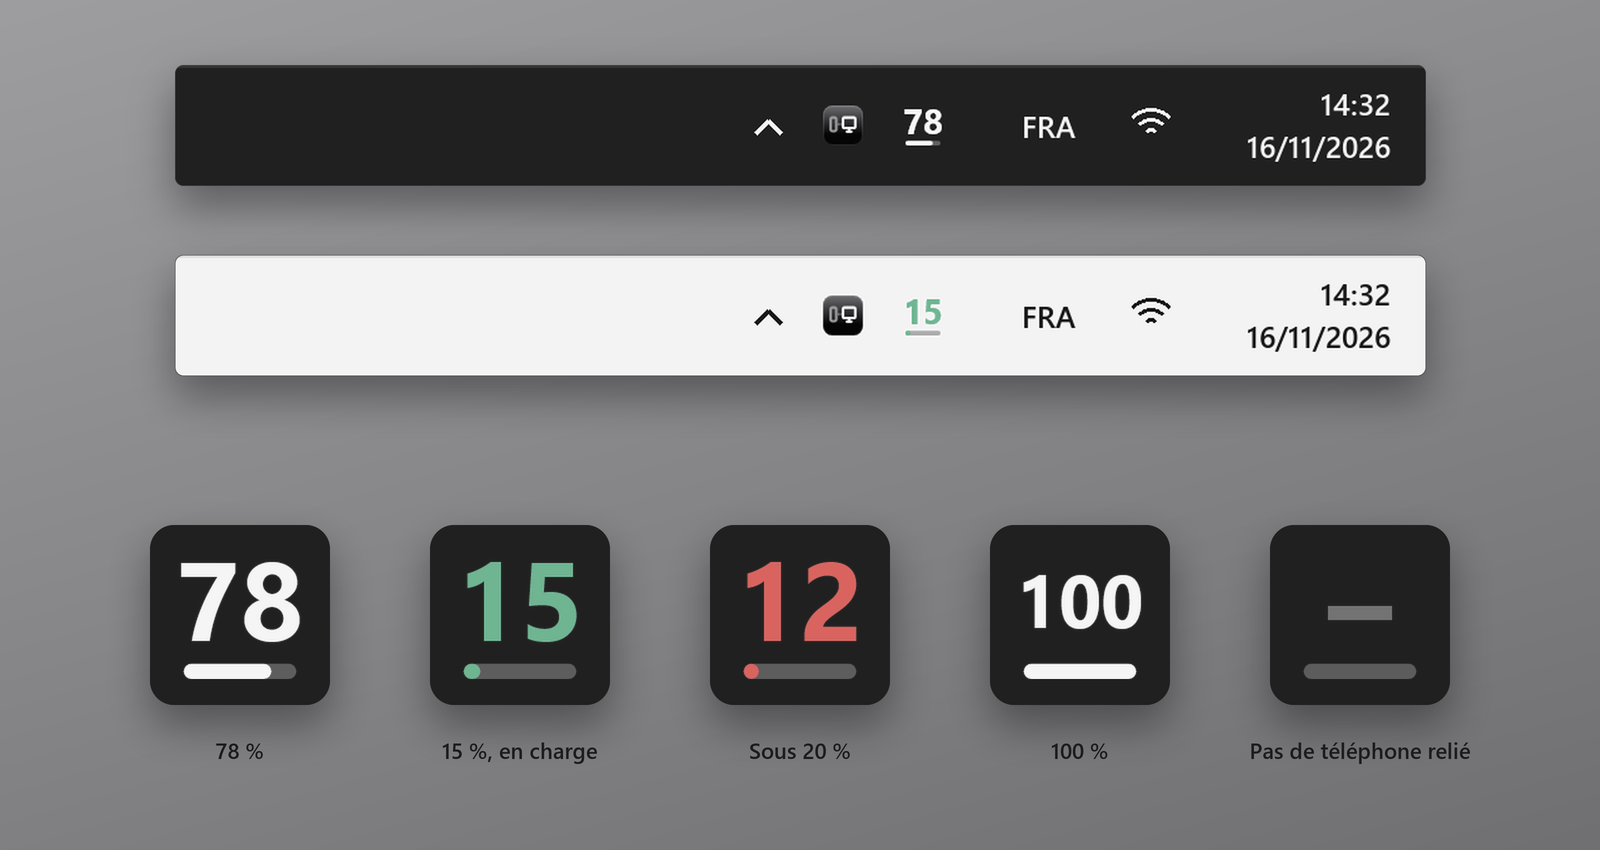 78
FRA
14:32
16/11/2026
15
FRA
14:32
16/11/2026
78
15
12
100
78 %
15 %, en charge
Sous 20 %
100 %
Pas de téléphone relié